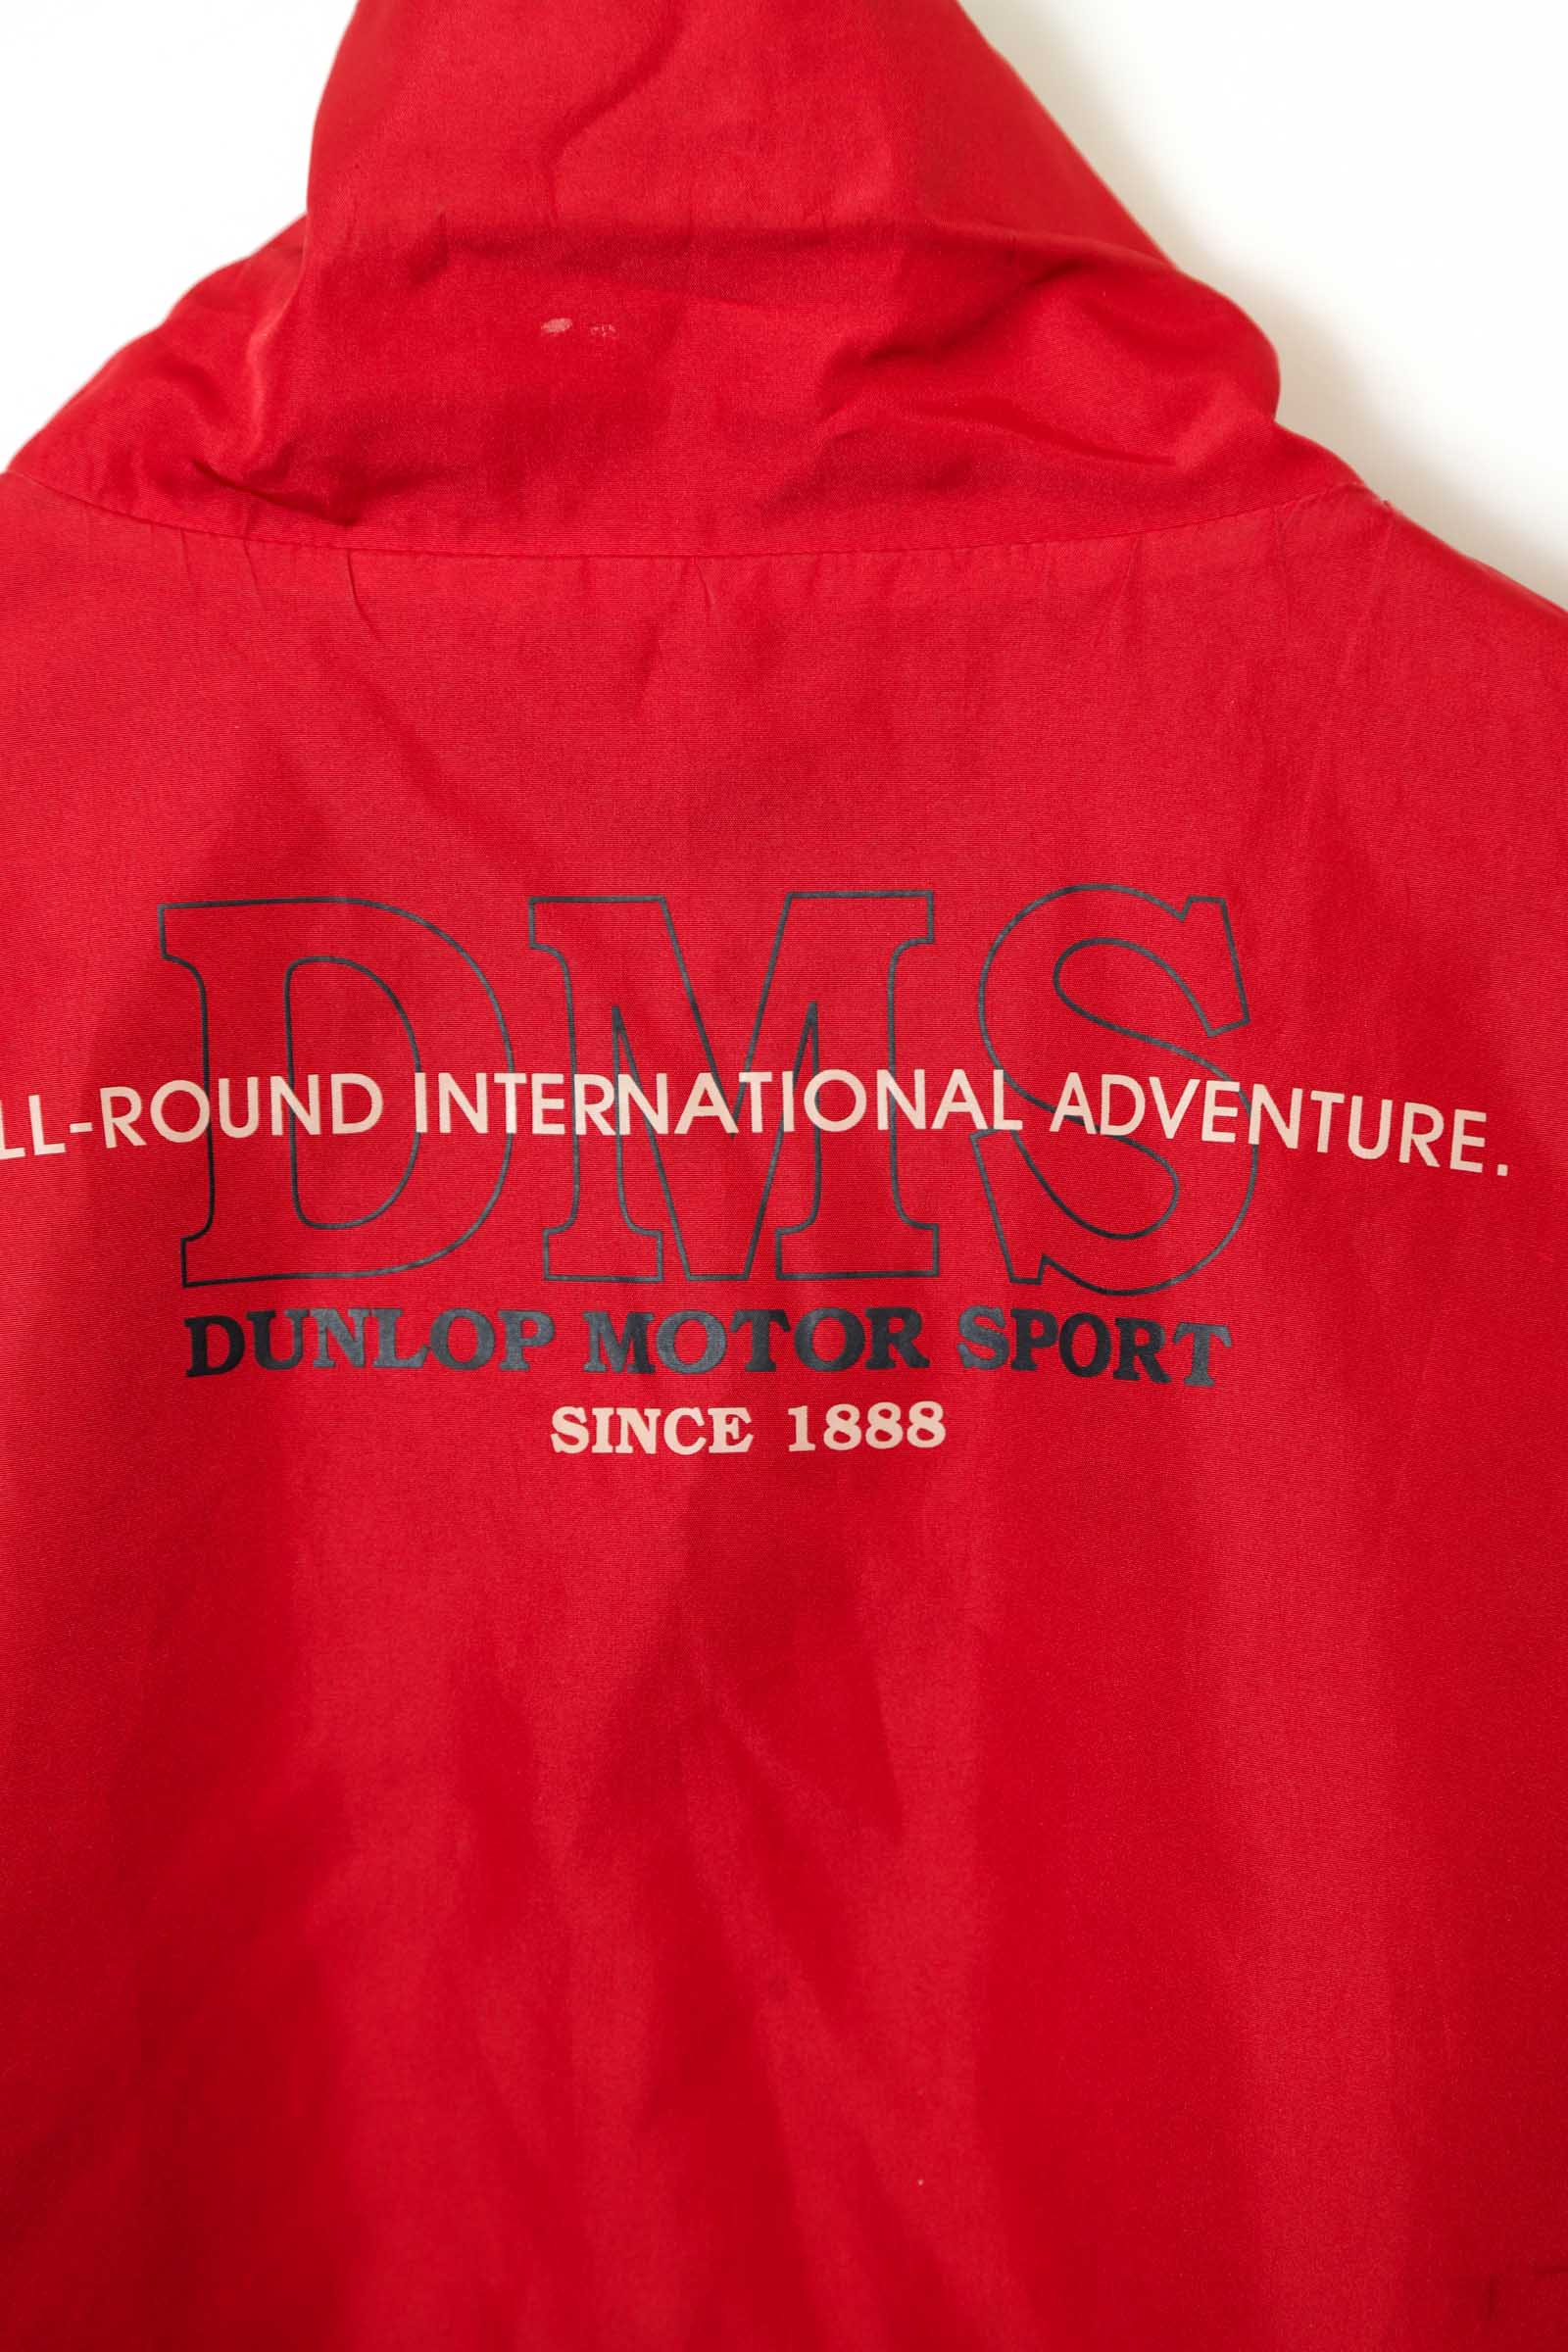 DMS
LL-ROUND INTERNATIONAL ADVENTURE.
DUNLOP MOTOR SPORT
SINCE 1888